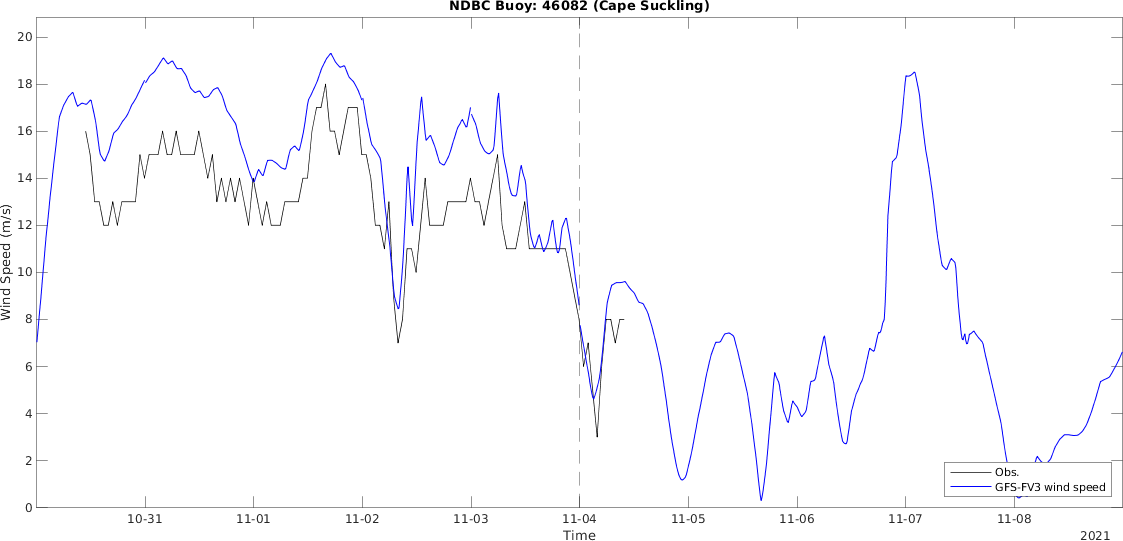 NDBC Buoy: 46082 (Cape Suckling)
Wind Speed (m/s)
20
18
16
14
12
10
8
6
4
2
0
10-31 11-01 11-02 11-03 11-04 11-05 11-06 11-07 11-08
Time
2021
Obs.
GFS-FV3 wind speed